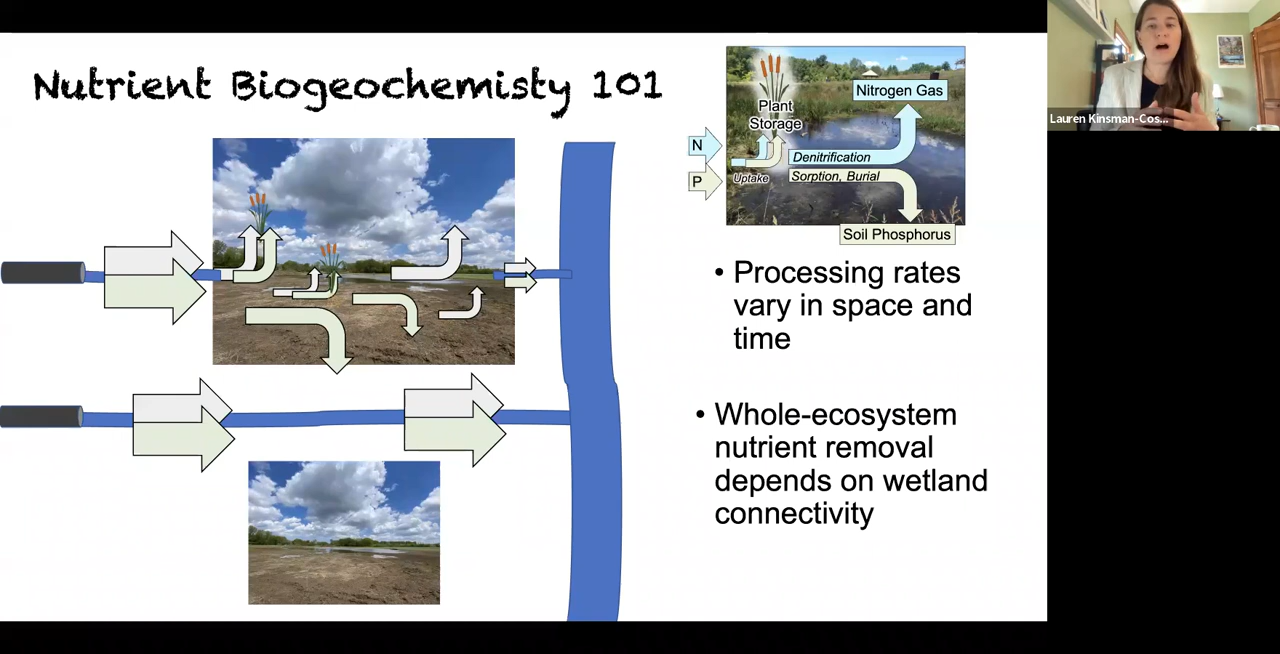 Nutrient Biogeochemisty 101
Plant
Storage
Nitrogen Gas
N
P
Uptake
Denitrification
Sorption, Burial
Soil Phosphorus
• Processing rates
vary in space and
time
• Whole-ecosystem
nutrient removal
depends on wetland
connectivity
Lauren Kinsman-Cos...